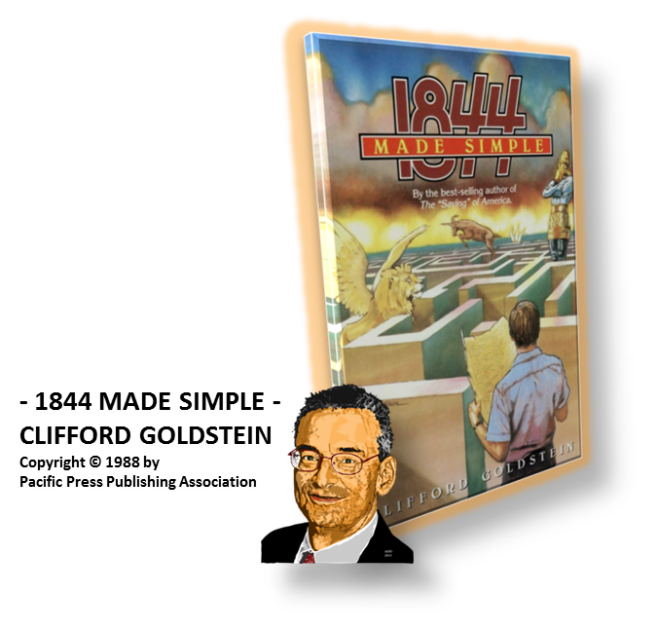 1844
MADE SIMPLE
By the best-selling author of
The "Saving" of America.
CLIFFORD GOLDSTEIN
- 1844 MADE SIMPLE -
CLIFFORD GOLDSTEIN
Copyright © 1988 by
Pacific Press Publishing Association